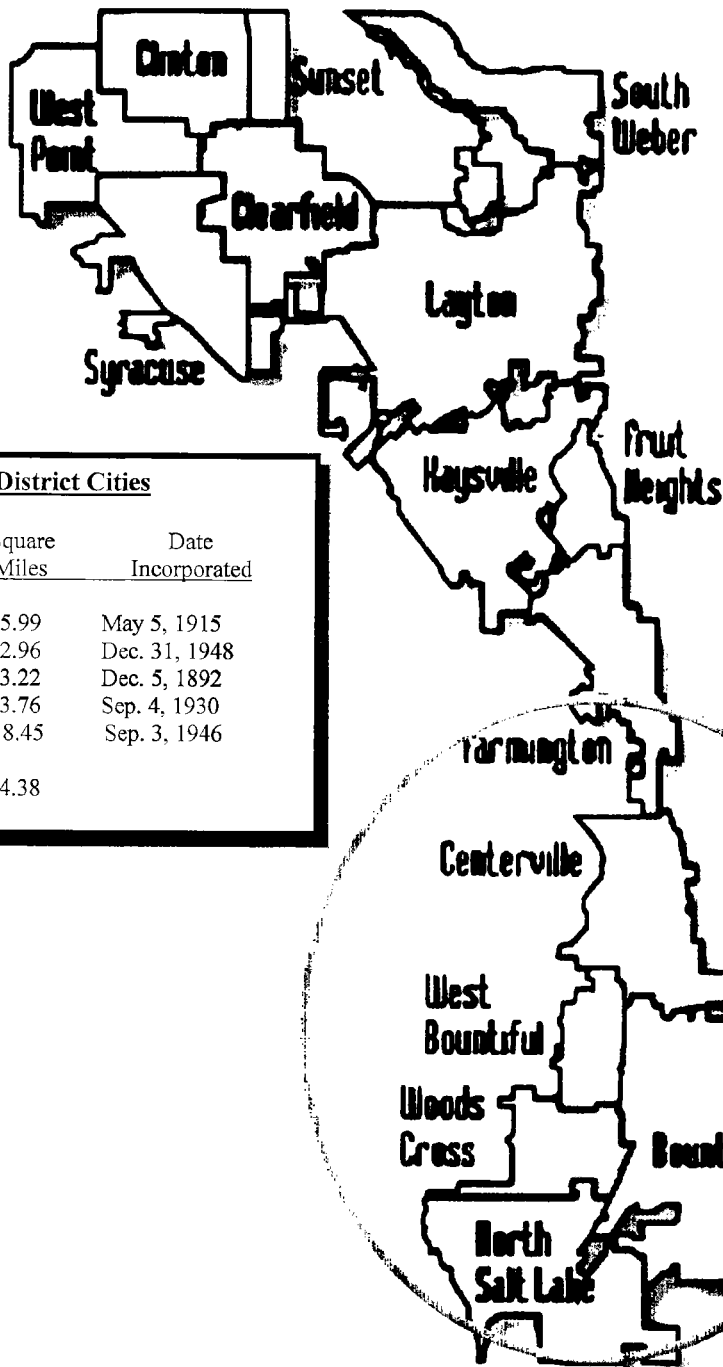 Clinton
Sunset
South
Weber
West
Point
Clearfield
Layton
Syracuse
Fruit
Heights
Kaysville
District Cities
Date
Incorporated
5.99 May 5, 1915
2.96 Dec. 31, 1948
3.22 Dec. 5, 1892
3.76 Sep. 4, 1930
8.45 Sep. 3, 1946
4.38
Farmington
Centerville
West
Bountiful
Woods
Cross
Bount
North
Salt Lake